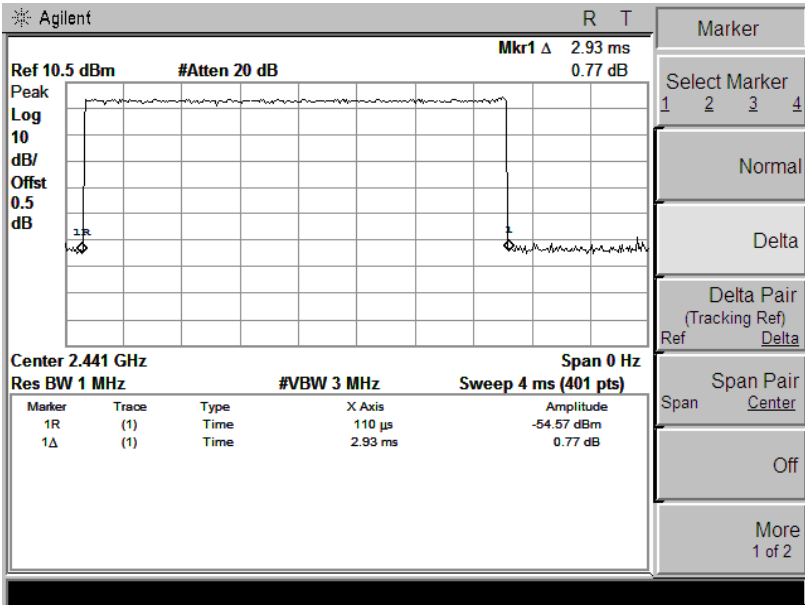 Agilent R T
Mkr1 Δ 2.93 ms
Ref 10.5 dBm #Atten 20 dB 0.77 dB
Peak
Log
10
dB/
Offst
0.5
dB
1R
1
Center 2.441 GHz Span 0 Hz
Res BW 1 MHz #VBW 3 MHz Sweep 4 ms (401 pts)
Marker Trace Type X Axis Amplitude
1R (1) Time 110 µs -54.57 dBm
1Δ (1) Time 2.93 ms 0.77 dB
Marker
Select Marker
1 2 3 4
Normal
Delta
Delta Pair
(Tracking Ref)
Ref Delta
Span Pair
Span Center
Off
More
1 of 2